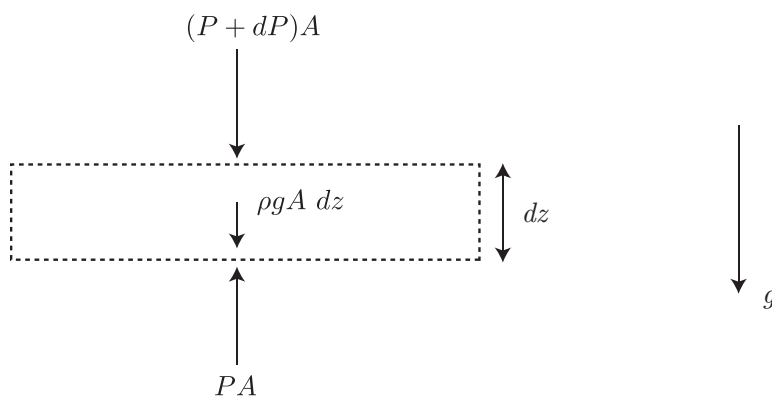 (P + dP)A
ρgA dz
dz
g
PA